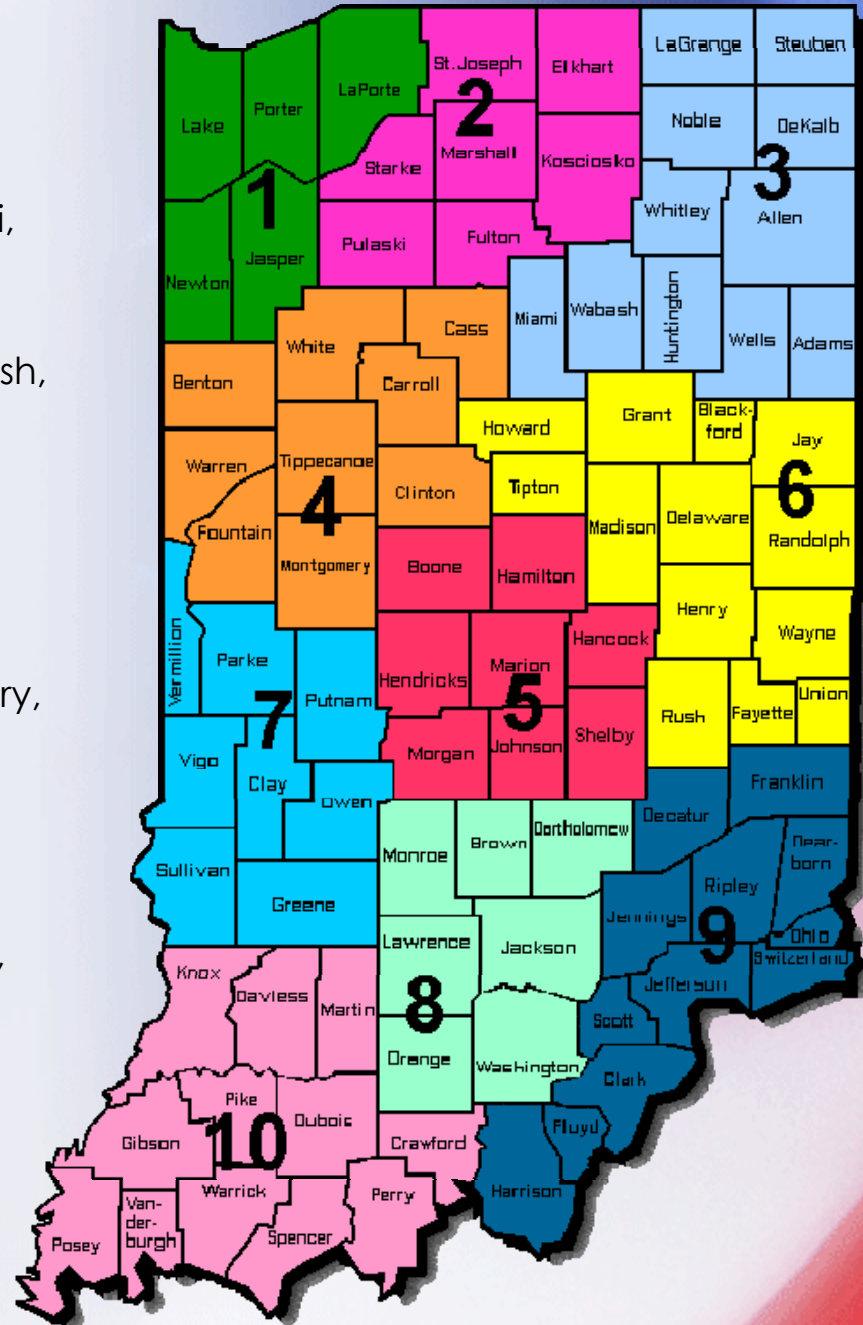 i,
sh,
ry,
,
Lake
Porter
LaPorte
St.Joseph
Elkhart
LaGrange
Steuben
2
Noble
DeKalb
Starke
Marshall
Kosciosko
3
1
Whitley
Allen
Newton
Jasper
Pulaski
Fulton
Miami
Wabash
Huntington
Wells
Adams
White
Cass
Benton
Carroll
Howard
Grant
Black-
ford
Jay
Warren
Tippecanoe
Clinton
Tipton
4
6
Madison
Delaware
Randolph
Fountain
Montgomery
Boone
Hamilton
Henry
Wayne
Vermillion
Parke
Putnam
Hendricks
Marion
Hancock
5
7
Rush
Fayette
Union
Vigo
Clay
Morgan
Johnson
Shelby
Owen
Franklin
Decatur
Dear-
born
Monroe
Brown
Bartholomew
Sullivan
Greene
Ripley
Jennings
9
Ohio
Switzerland
Lawrence
Jackson
Jefferson
Knox
Daviess
Martin
8
Scott
Orange
Washington
Clark
Pike
Dubois
Gibson
10
Crawford
Floyd
Harrison
Warrick
Perry
Posey
Van-
der-
burgh
Spencer